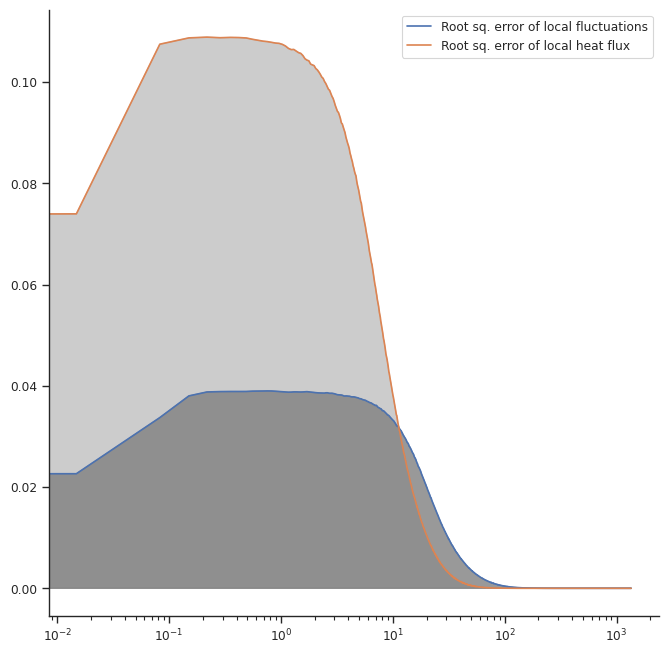 Root sq. error of local fluctuations
Root sq. error of local heat flux
0.10
0.08
0.06
0.04
0.02
0.00
10⁻² 10⁻¹ 10⁰ 10¹ 10² 10³